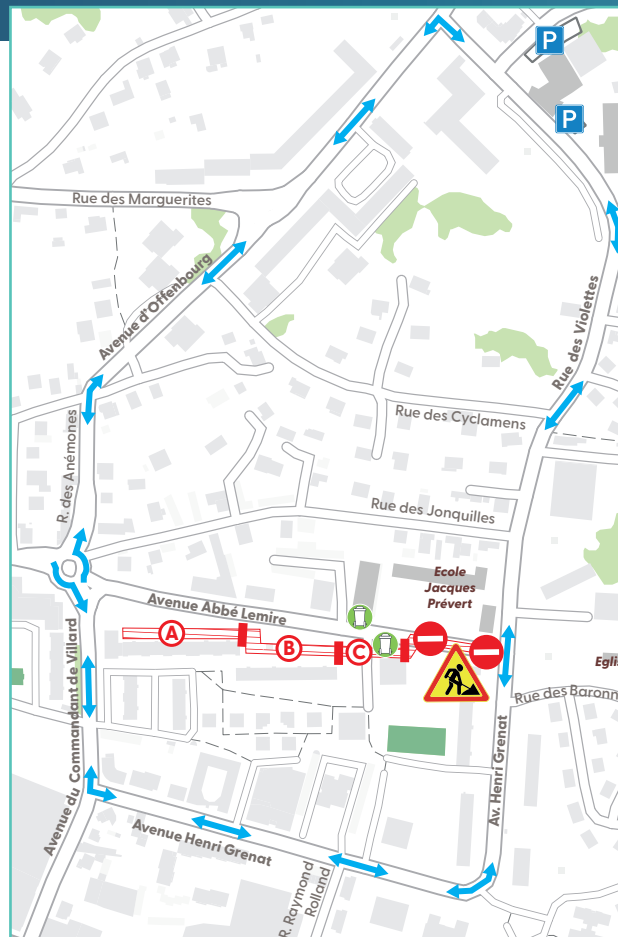 P
P
Rue des Marguerites
Avenue d'Offenbourg
Rue des Violettes
Rue des Cyclamens
R. des Anémones
Rue des Jonquilles
Ecole
Jacques
Prévert
Avenue Abbé Lemire
A
B
C
Eglis
Rue des Baronn
Avenue du Commandant de Villard
Av. Henri Grenat
Avenue Henri Grenat
R. Raymond
Rolland